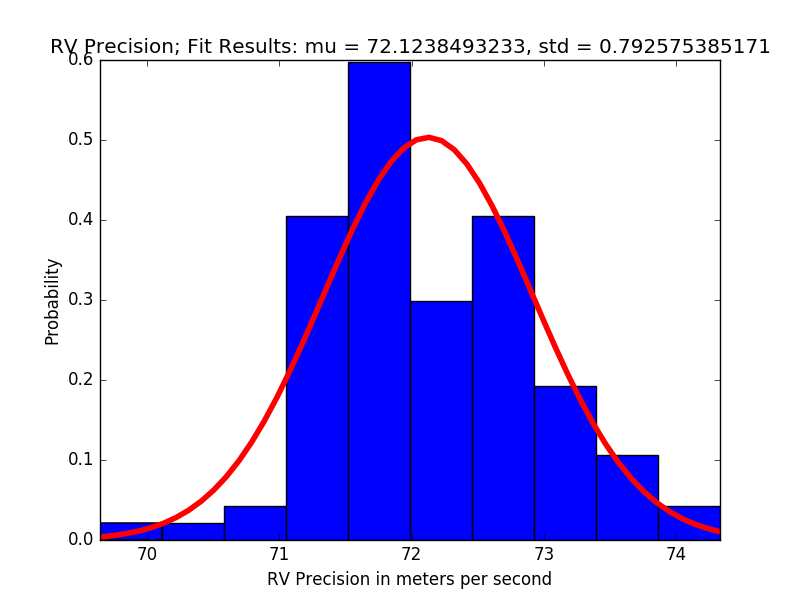 RV Precision; Fit Results: mu = 72.1238493233, std = 0.792575385171
0.6
0.5
0.4
0.3
0.2
0.1
0.0
Probability
70 71 72 73 74
RV Precision in meters per second